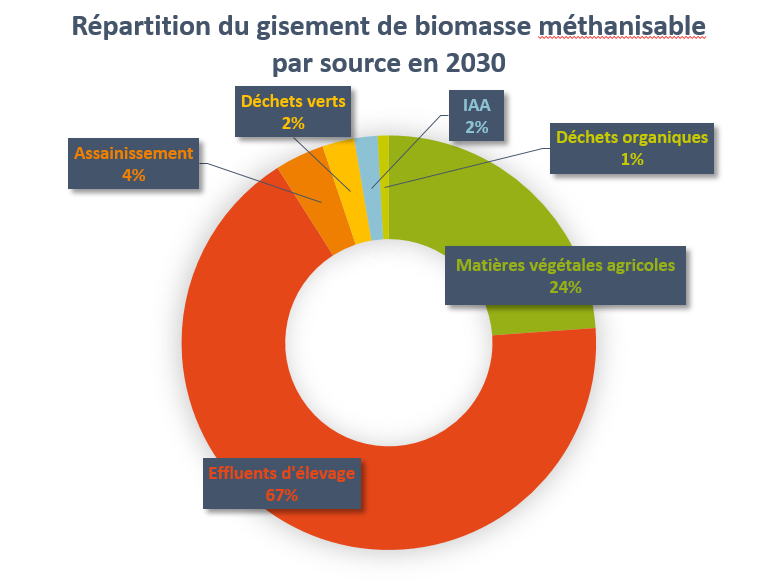 Répartition du gisement de biomasse méthanisable
par source en 2030
Déchets verts
2%
IAA
2%
Déchets organiques
1%
Assainissement
4%
Matières végétales agricoles
24%
Effluents d'élevage
67%